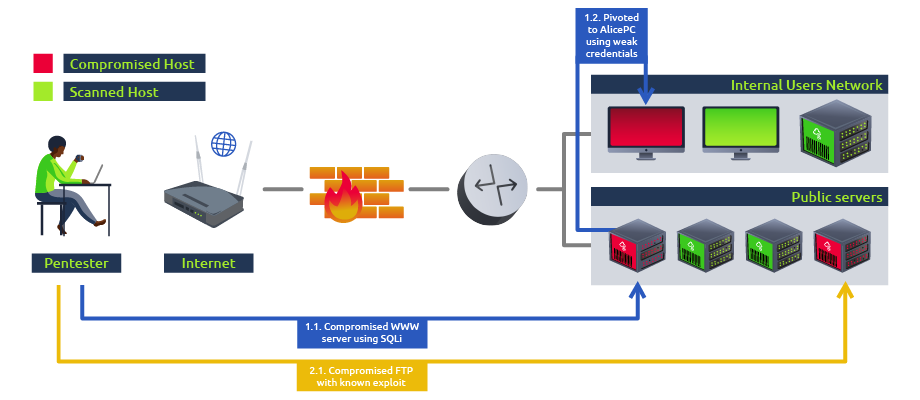 1.2. Pivoted
to AlicePC
using weak
credentials
Compromised Host
Scanned Host
Internal Users Network
Public servers
Pentester
Internet
1.1. Compromised WWW
server using SQLi
2.1. Compromised FTP
with known exploit